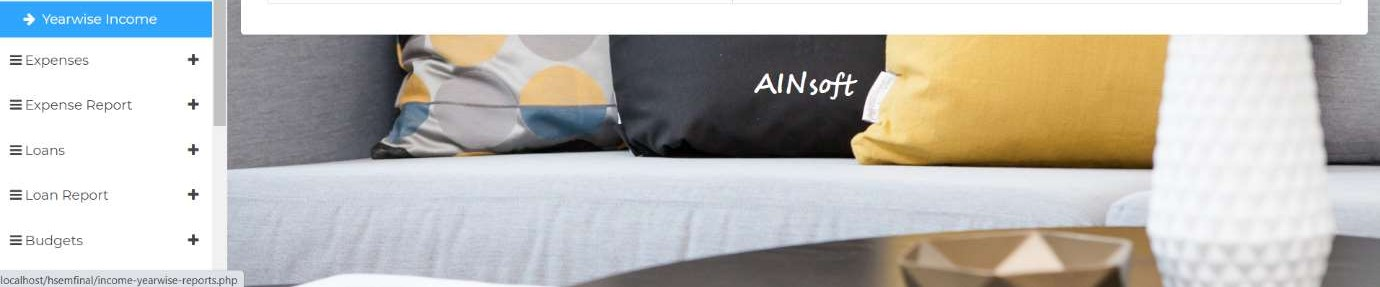 Yearwise Income
Expenses
Expense Report
Loans
Loan Report
Budgets
localhost/hsemfinal/income-yearwise-reports.php
AINsoft